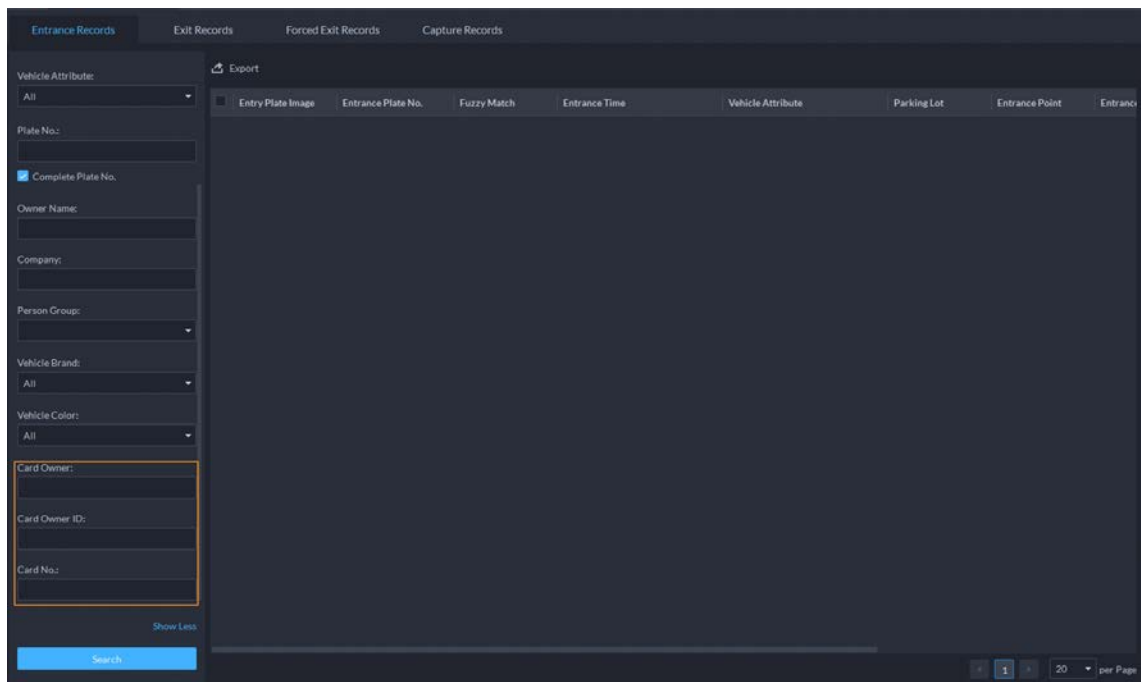 Entrance Records Exit Records Forced Exit Records Capture Records
Vehicle Attribute:
All
Plate No.:
Complete Plate No.
Owner Name:
Company:
Person Group:
Vehicle Brand:
All
Vehicle Color:
All
Card Owner:
Card Owner ID:
Card No.:
Show Less
Search
Export
Entry Plate Image Entrance Plate No. Fuzzy Match Entrance Time Vehicle Attribute Parking Lot Entrance Point Entranc
1 20 per Page